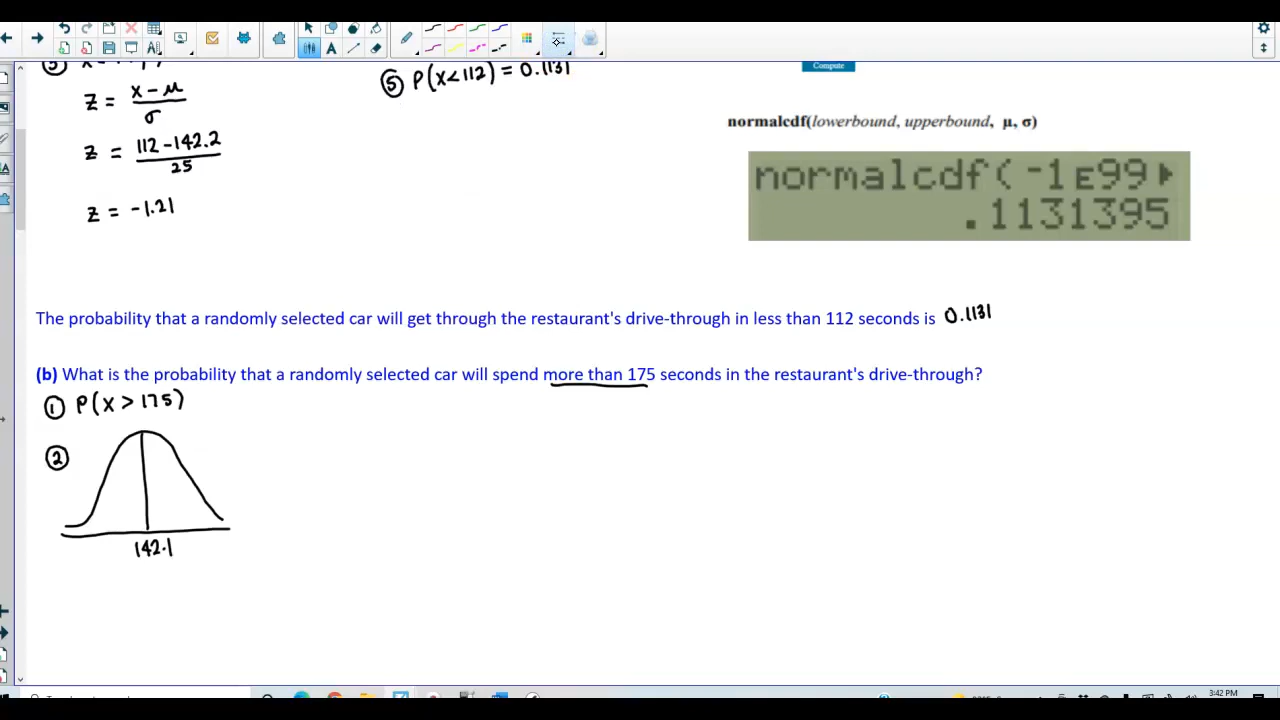 Compute
⑤ P(x<112) = 0.1131
z = x - μ / σ
normalcdf(lowerbound, upperbound, μ, σ)
z = 112 - 142.2 / 25
normalcdf( -1E99
.1131395
z = -1.21
The probability that a randomly selected car will get through the restaurant's drive-through in less than 112 seconds is 0.1131
(b) What is the probability that a randomly selected car will spend more than 175 seconds in the restaurant's drive-through?
① P(x > 175)
②
142.1
3:42 PM